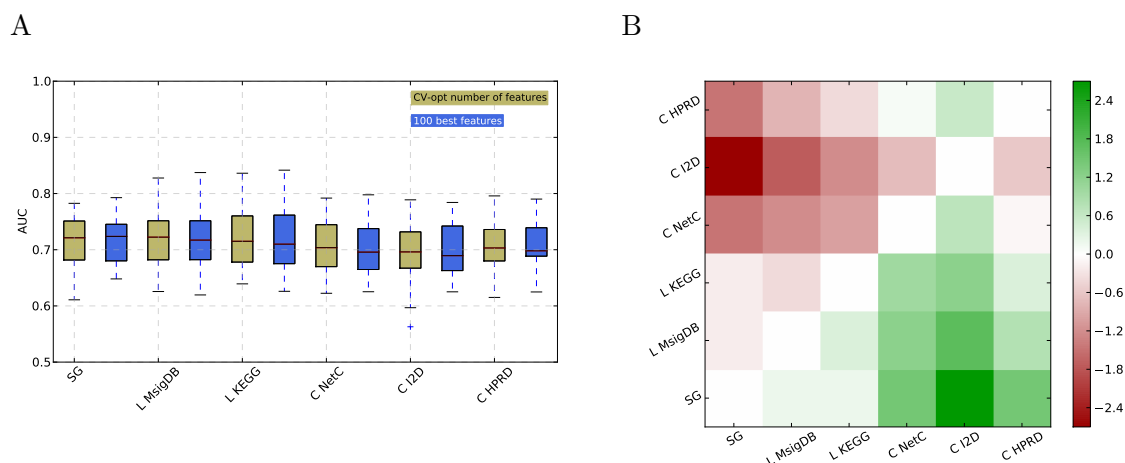 A
B
1.0
0.9
0.8
0.7
0.6
0.5
AUC
CV-opt number of features
100 best features
SG
L MsigDB
L KEGG
C NetC
C I2D
C HPRD
C HPRD
C I2D
C NetC
L KEGG
L MsigDB
SG
SG
L MsigDB
L KEGG
C NetC
C I2D
C HPRD
2.4
1.8
1.2
0.6
0.0
−0.6
−1.2
−1.8
−2.4